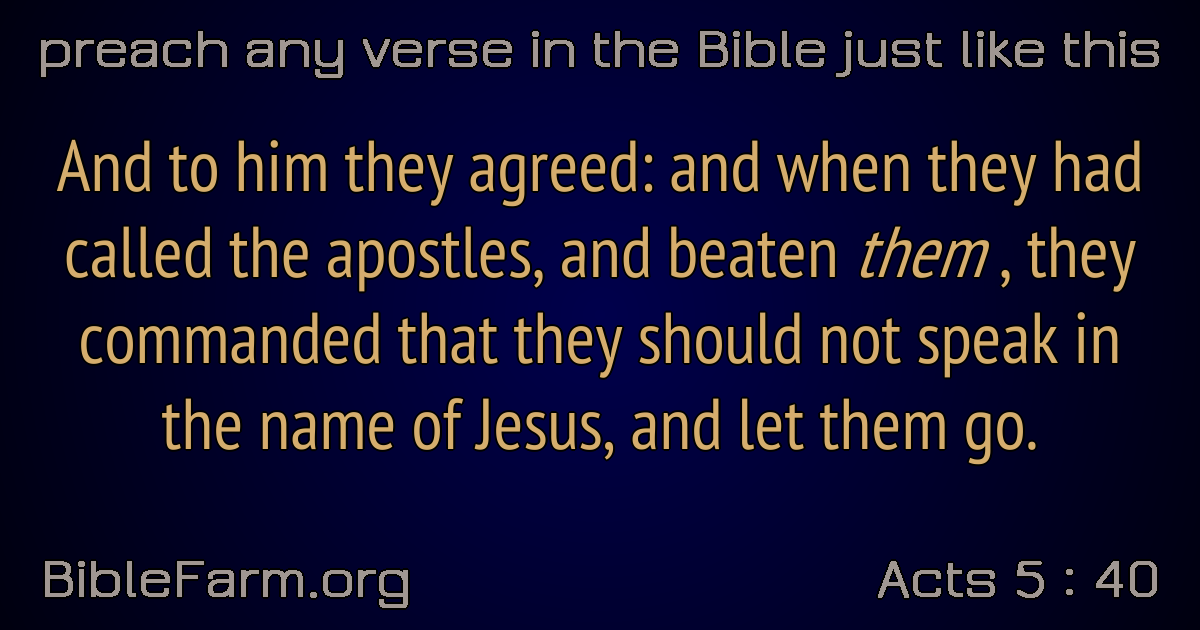 preach any verse in the Bible just like this
And to him they agreed: and when they had
called the apostles, and beaten them , they
commanded that they should not speak in
the name of Jesus, and let them go.
BibleFarm.org
Acts 5 : 40